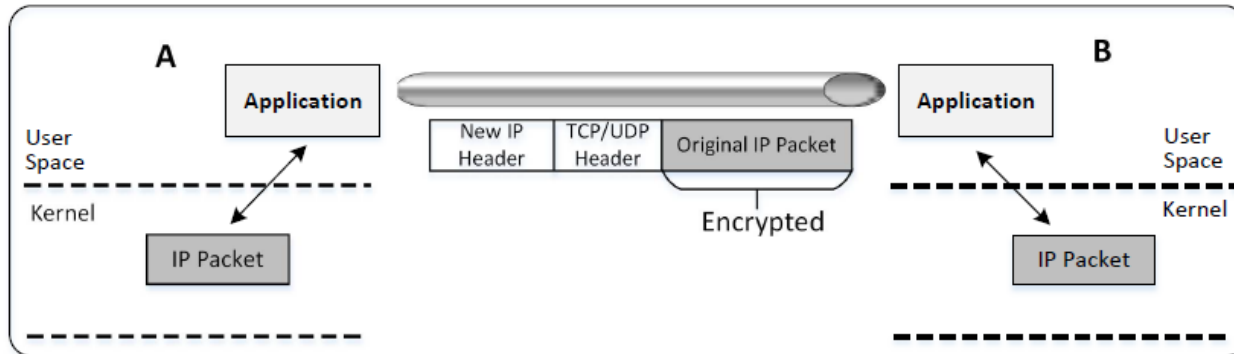 A
B
Application
Application
User
Space
New IP
Header
TCP/UDP
Header
Original IP Packet
User
Space
Kernel
Encrypted
Kernel
IP Packet
IP Packet